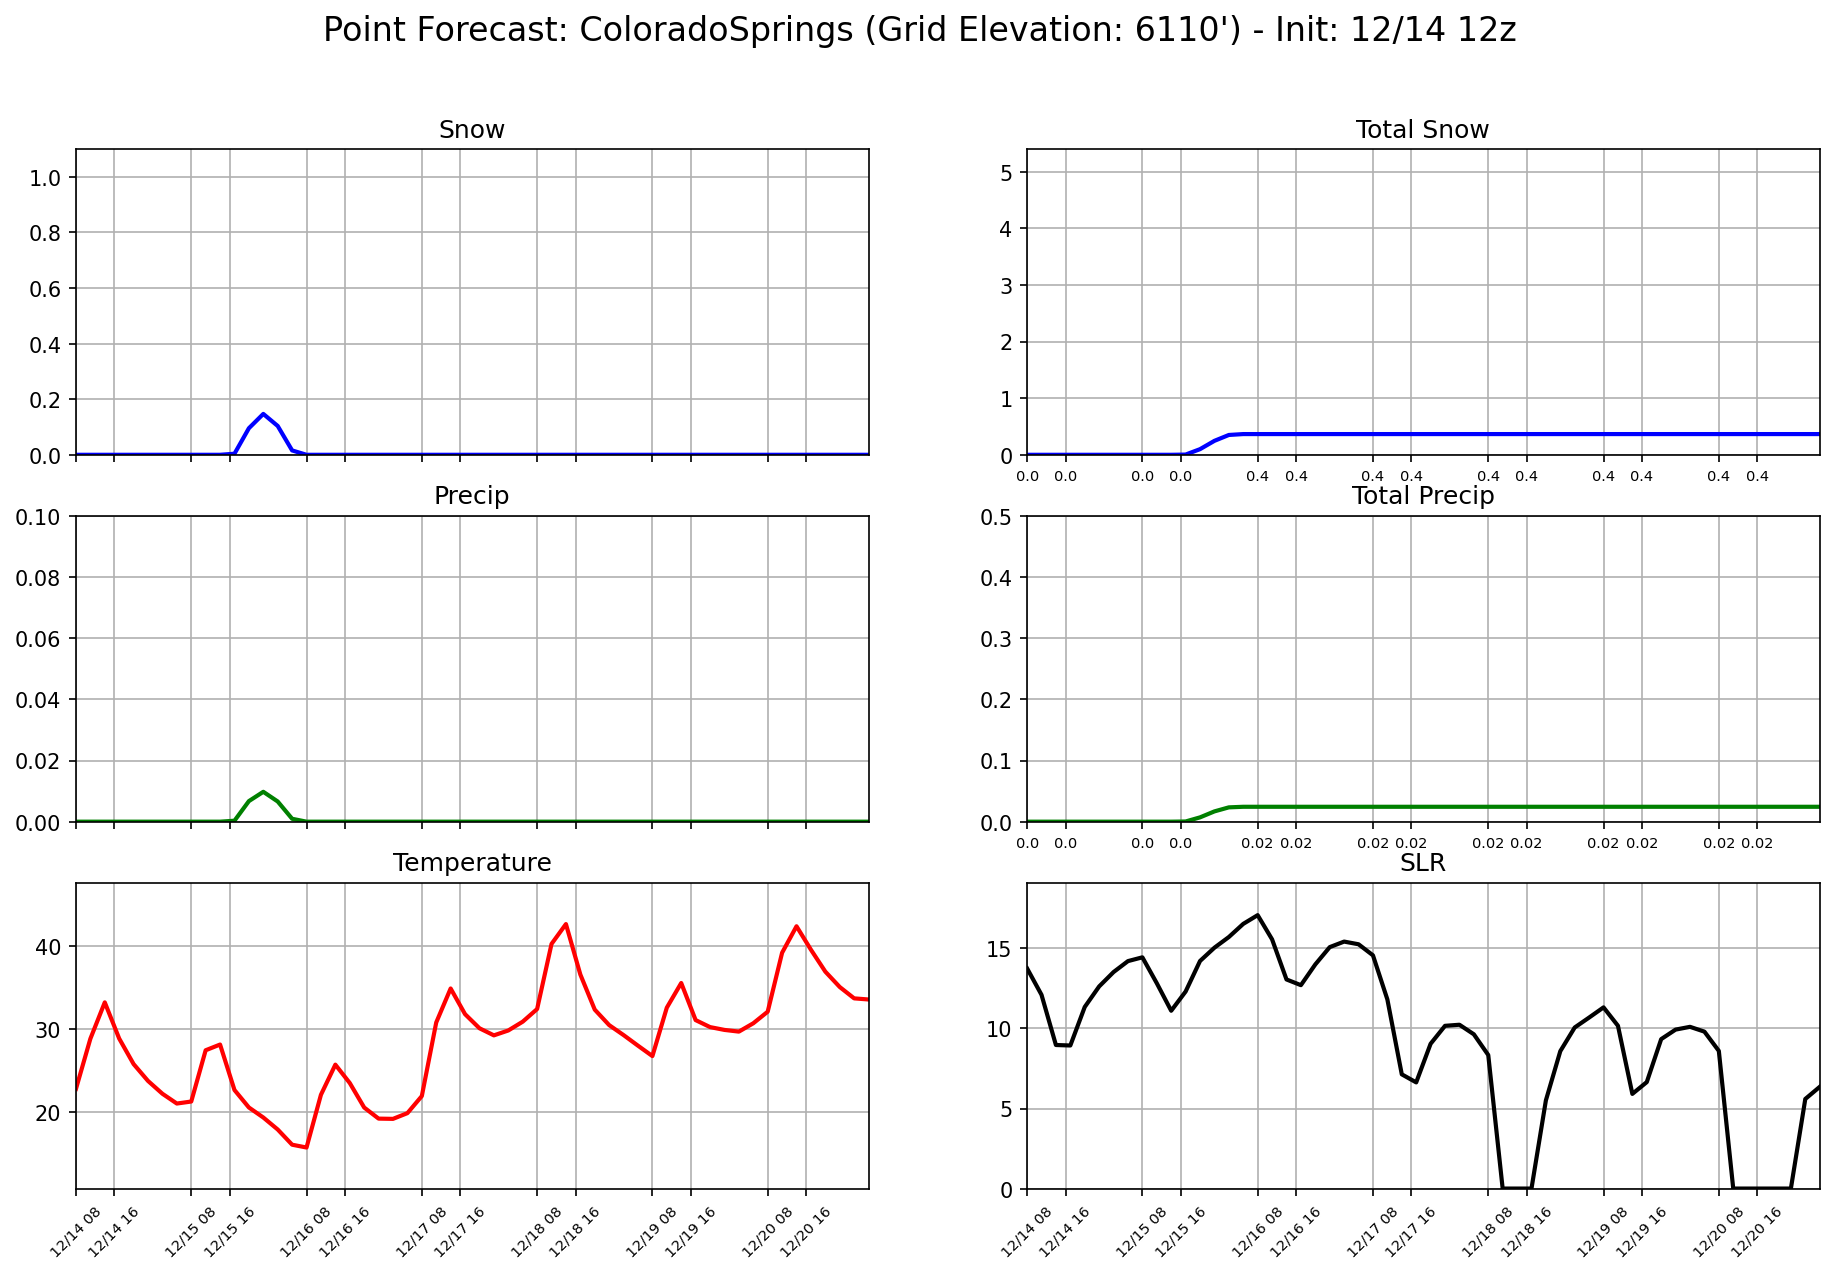 Point Forecast: ColoradoSprings (Grid Elevation: 6110') - Init: 12/14 12z
Snow
1.0
0.8
0.6
0.4
0.2
0.0
Total Snow
5
4
3
2
1
0
0.0 0.0 0.0 0.0 0.4 0.4 0.4 0.4 0.4 0.4 0.4 0.4 0.4 0.4
Precip
0.10
0.08
0.06
0.04
0.02
0.00
Total Precip
0.5
0.4
0.3
0.2
0.1
0.0
0.0 0.0 0.0 0.0 0.02 0.02 0.02 0.02 0.02 0.02 0.02 0.02 0.02 0.02
Temperature
40
30
20
12/14 08 12/14 16 12/15 08 12/15 16 12/16 08 12/16 16 12/17 08 12/17 16 12/18 08 12/18 16 12/19 08 12/19 16 12/20 08 12/20 16
SLR
15
10
5
0
12/14 08 12/14 16 12/15 08 12/15 16 12/16 08 12/16 16 12/17 08 12/17 16 12/18 08 12/18 16 12/19 08 12/19 16 12/20 08 12/20 16